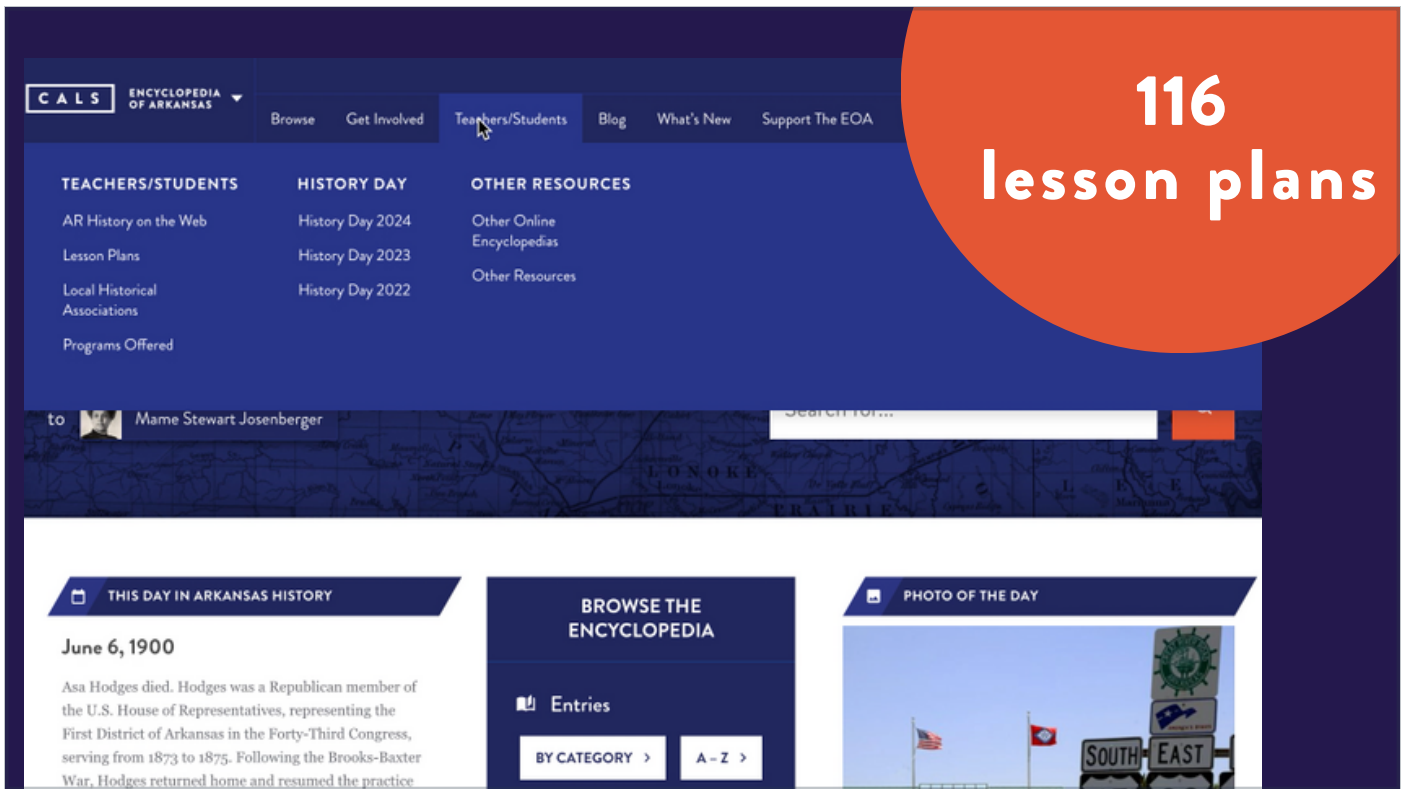 116
lesson plans
CALS
ENCYCLOPEDIA
OF ARKANSAS
Browse
Get Involved
Teachers/Students
Blog
What's New
Support The EOA
TEACHERS/STUDENTS
AR History on the Web
Lesson Plans
Local Historical
Associations
Programs Offered
HISTORY DAY
History Day 2024
History Day 2023
History Day 2022
OTHER RESOURCES
Other Online
Encyclopedias
Other Resources
to
Mame Stewart Josenberger
Search for...
LONOKE
PRAIRIE
THIS DAY IN ARKANSAS HISTORY
June 6, 1900
Asa Hodges died. Hodges was a Republican member of
the U.S. House of Representatives, representing the
First District of Arkansas in the Forty-Third Congress,
serving from 1873 to 1875. Following the Brooks-Baxter
War, Hodges returned home and resumed the practice
BROWSE THE
ENCYCLOPEDIA
Entries
BY CATEGORY
A – Z
PHOTO OF THE DAY
SOUTH
EAST